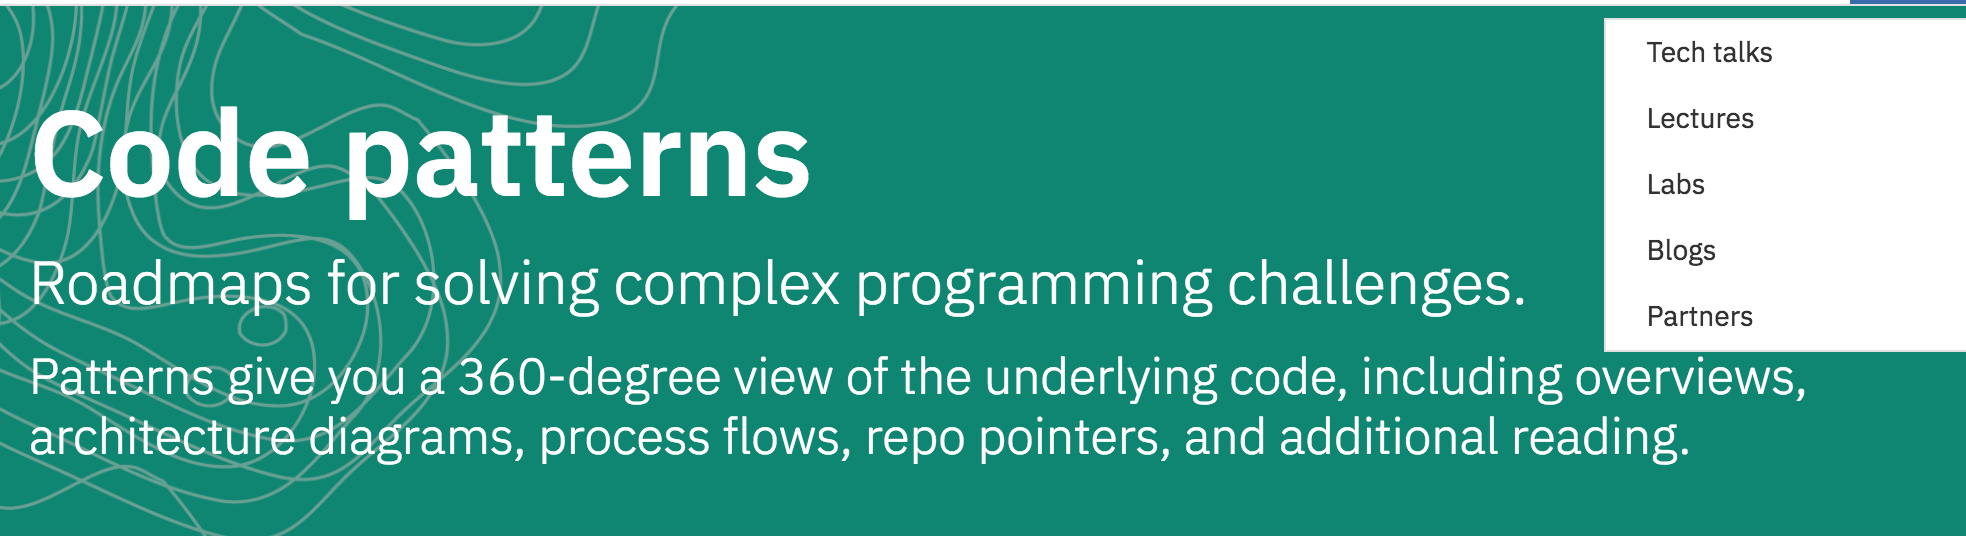 Code patterns
Roadmaps for solving complex programming challenges.
Patterns give you a 360-degree view of the underlying code, including overviews,
architecture diagrams, process flows, repo pointers, and additional reading.
Tech talks
Lectures
Labs
Blogs
Partners